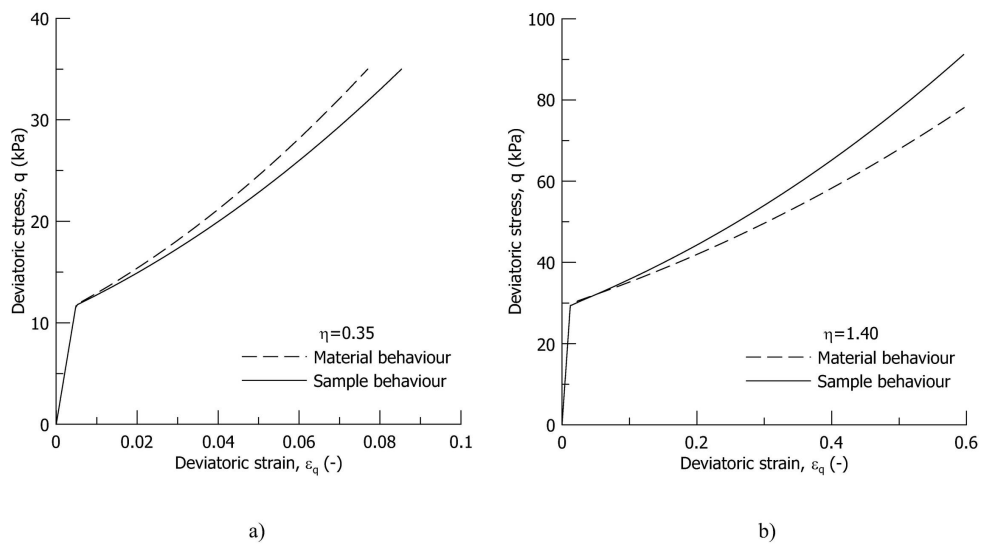 40
30
20
10
0
Deviatoric stress, q (kPa)
0
0.02
0.04
0.06
0.08
0.1
Deviatoric strain, εq (-)
η=0.35
Material behaviour
Sample behaviour
a)
100
80
60
40
20
0
Deviatoric stress, q (kPa)
0
0.2
0.4
0.6
Deviatoric strain, εq (-)
η=1.40
Material behaviour
Sample behaviour
b)